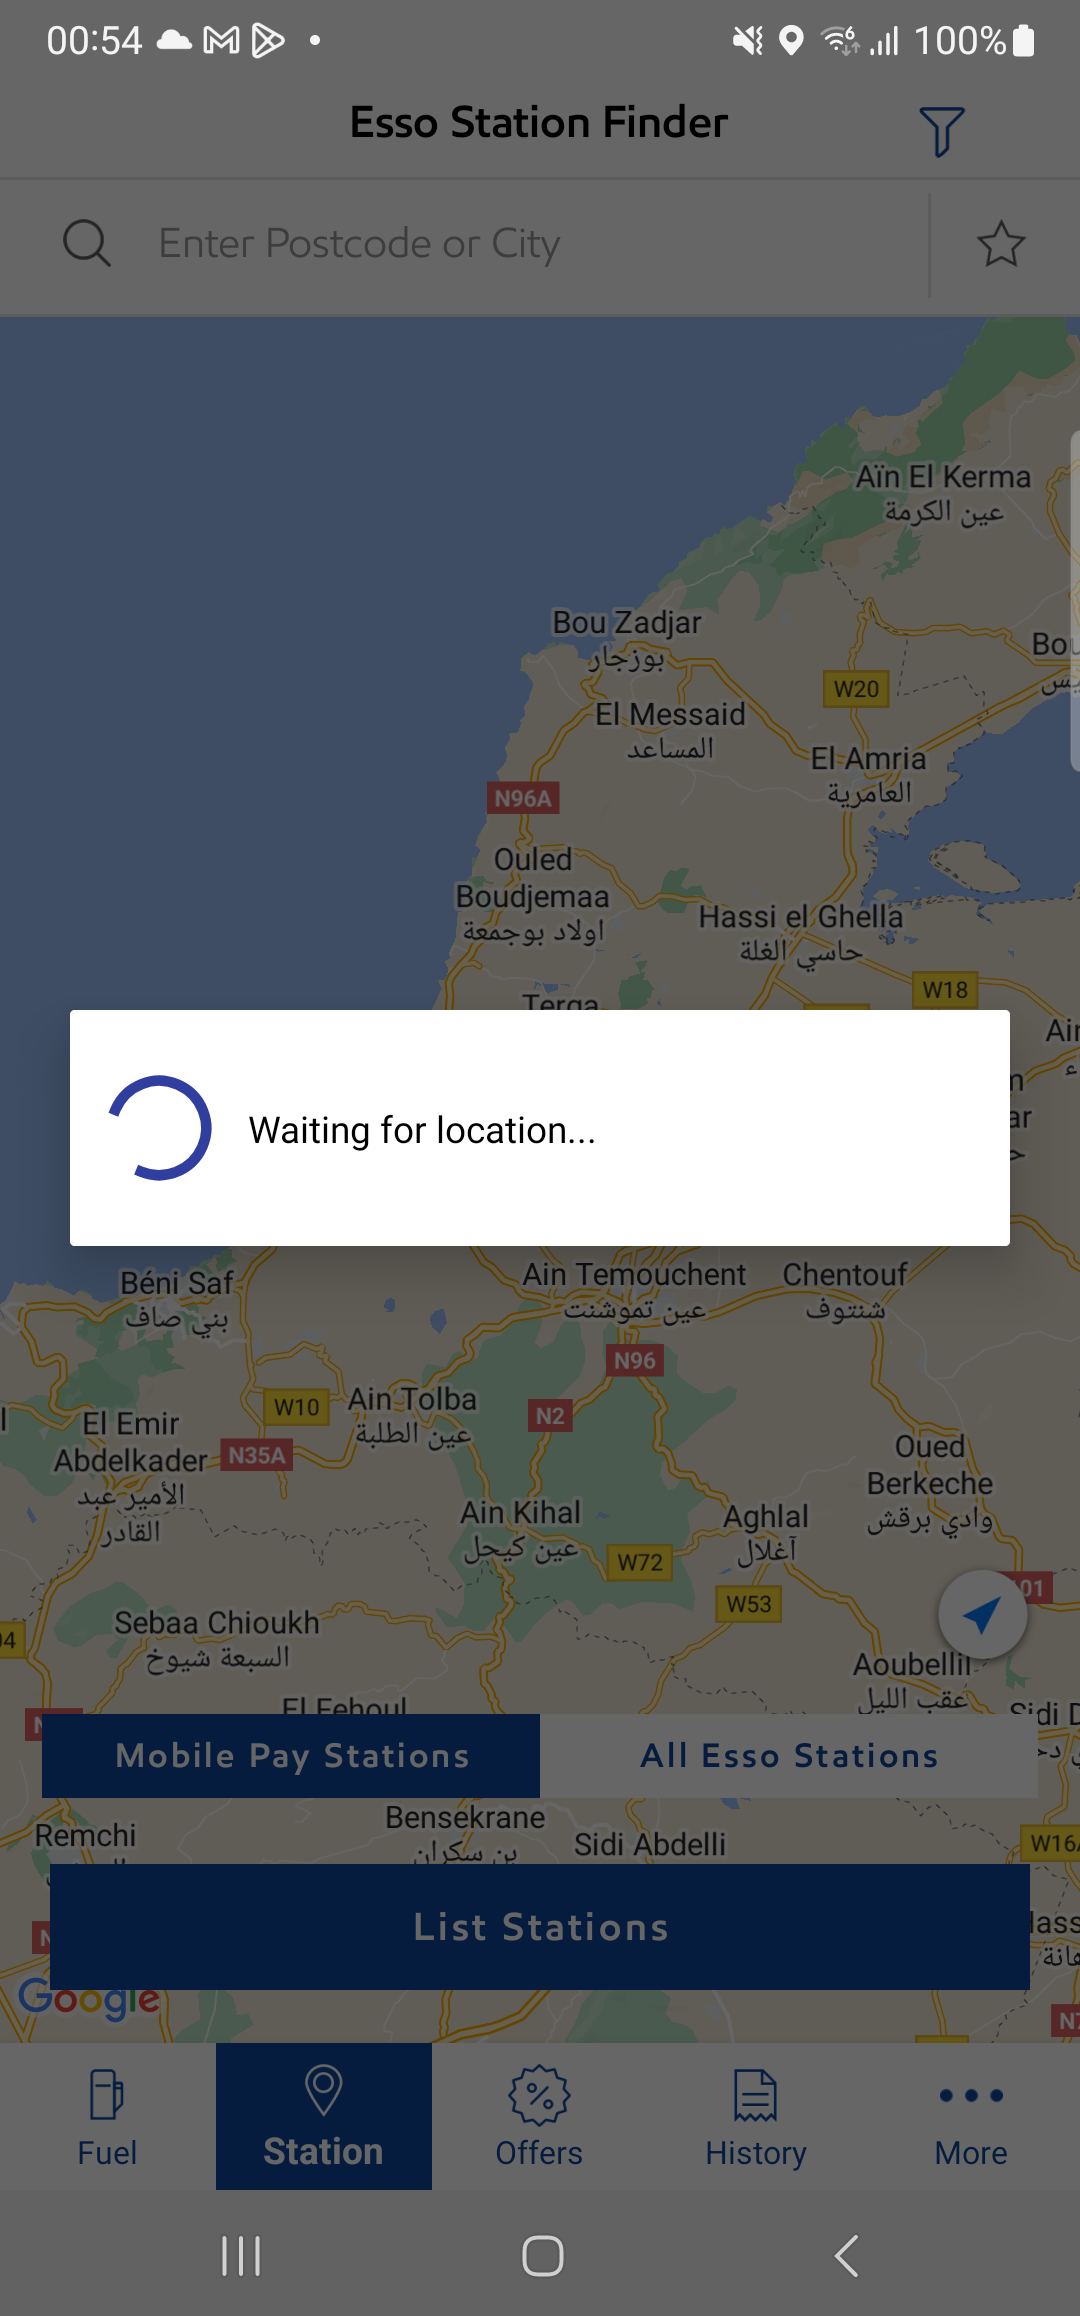 00:54
100%
Esso Station Finder
Enter Postcode or City
Aïn El Kerma
عين الكرمة
Bou Zadjar
بوزجار
W20
El Messaid
المساعد
El Amria
العامرية
N96A
Ouled
Boudjemaa
اولاد بوجمعة
Hassi el Ghella
حاسي الغلة
W18
Terga
Waiting for location...
Béni Saf
بني صاف
Ain Temouchent
عين تموشنت
Chentouf
شنتوف
N96
W10
Ain Tolba
عين الطلبة
N2
El Emir
Abdelkader
الأمير عبد
القادر
N35A
Oued
Berkeche
وادي برقش
Ain Kihal
عين كيحل
Aghlal
آغلال
W72
W53
Sebaa Chioukh
السبعة شيوخ
Aoubellil
عقب الليل
El Fehoul
Mobile Pay Stations
All Esso Stations
Bensekrane
بن سكران
Remchi
Sidi Abdelli
List Stations
Google
Fuel
Station
Offers
History
More